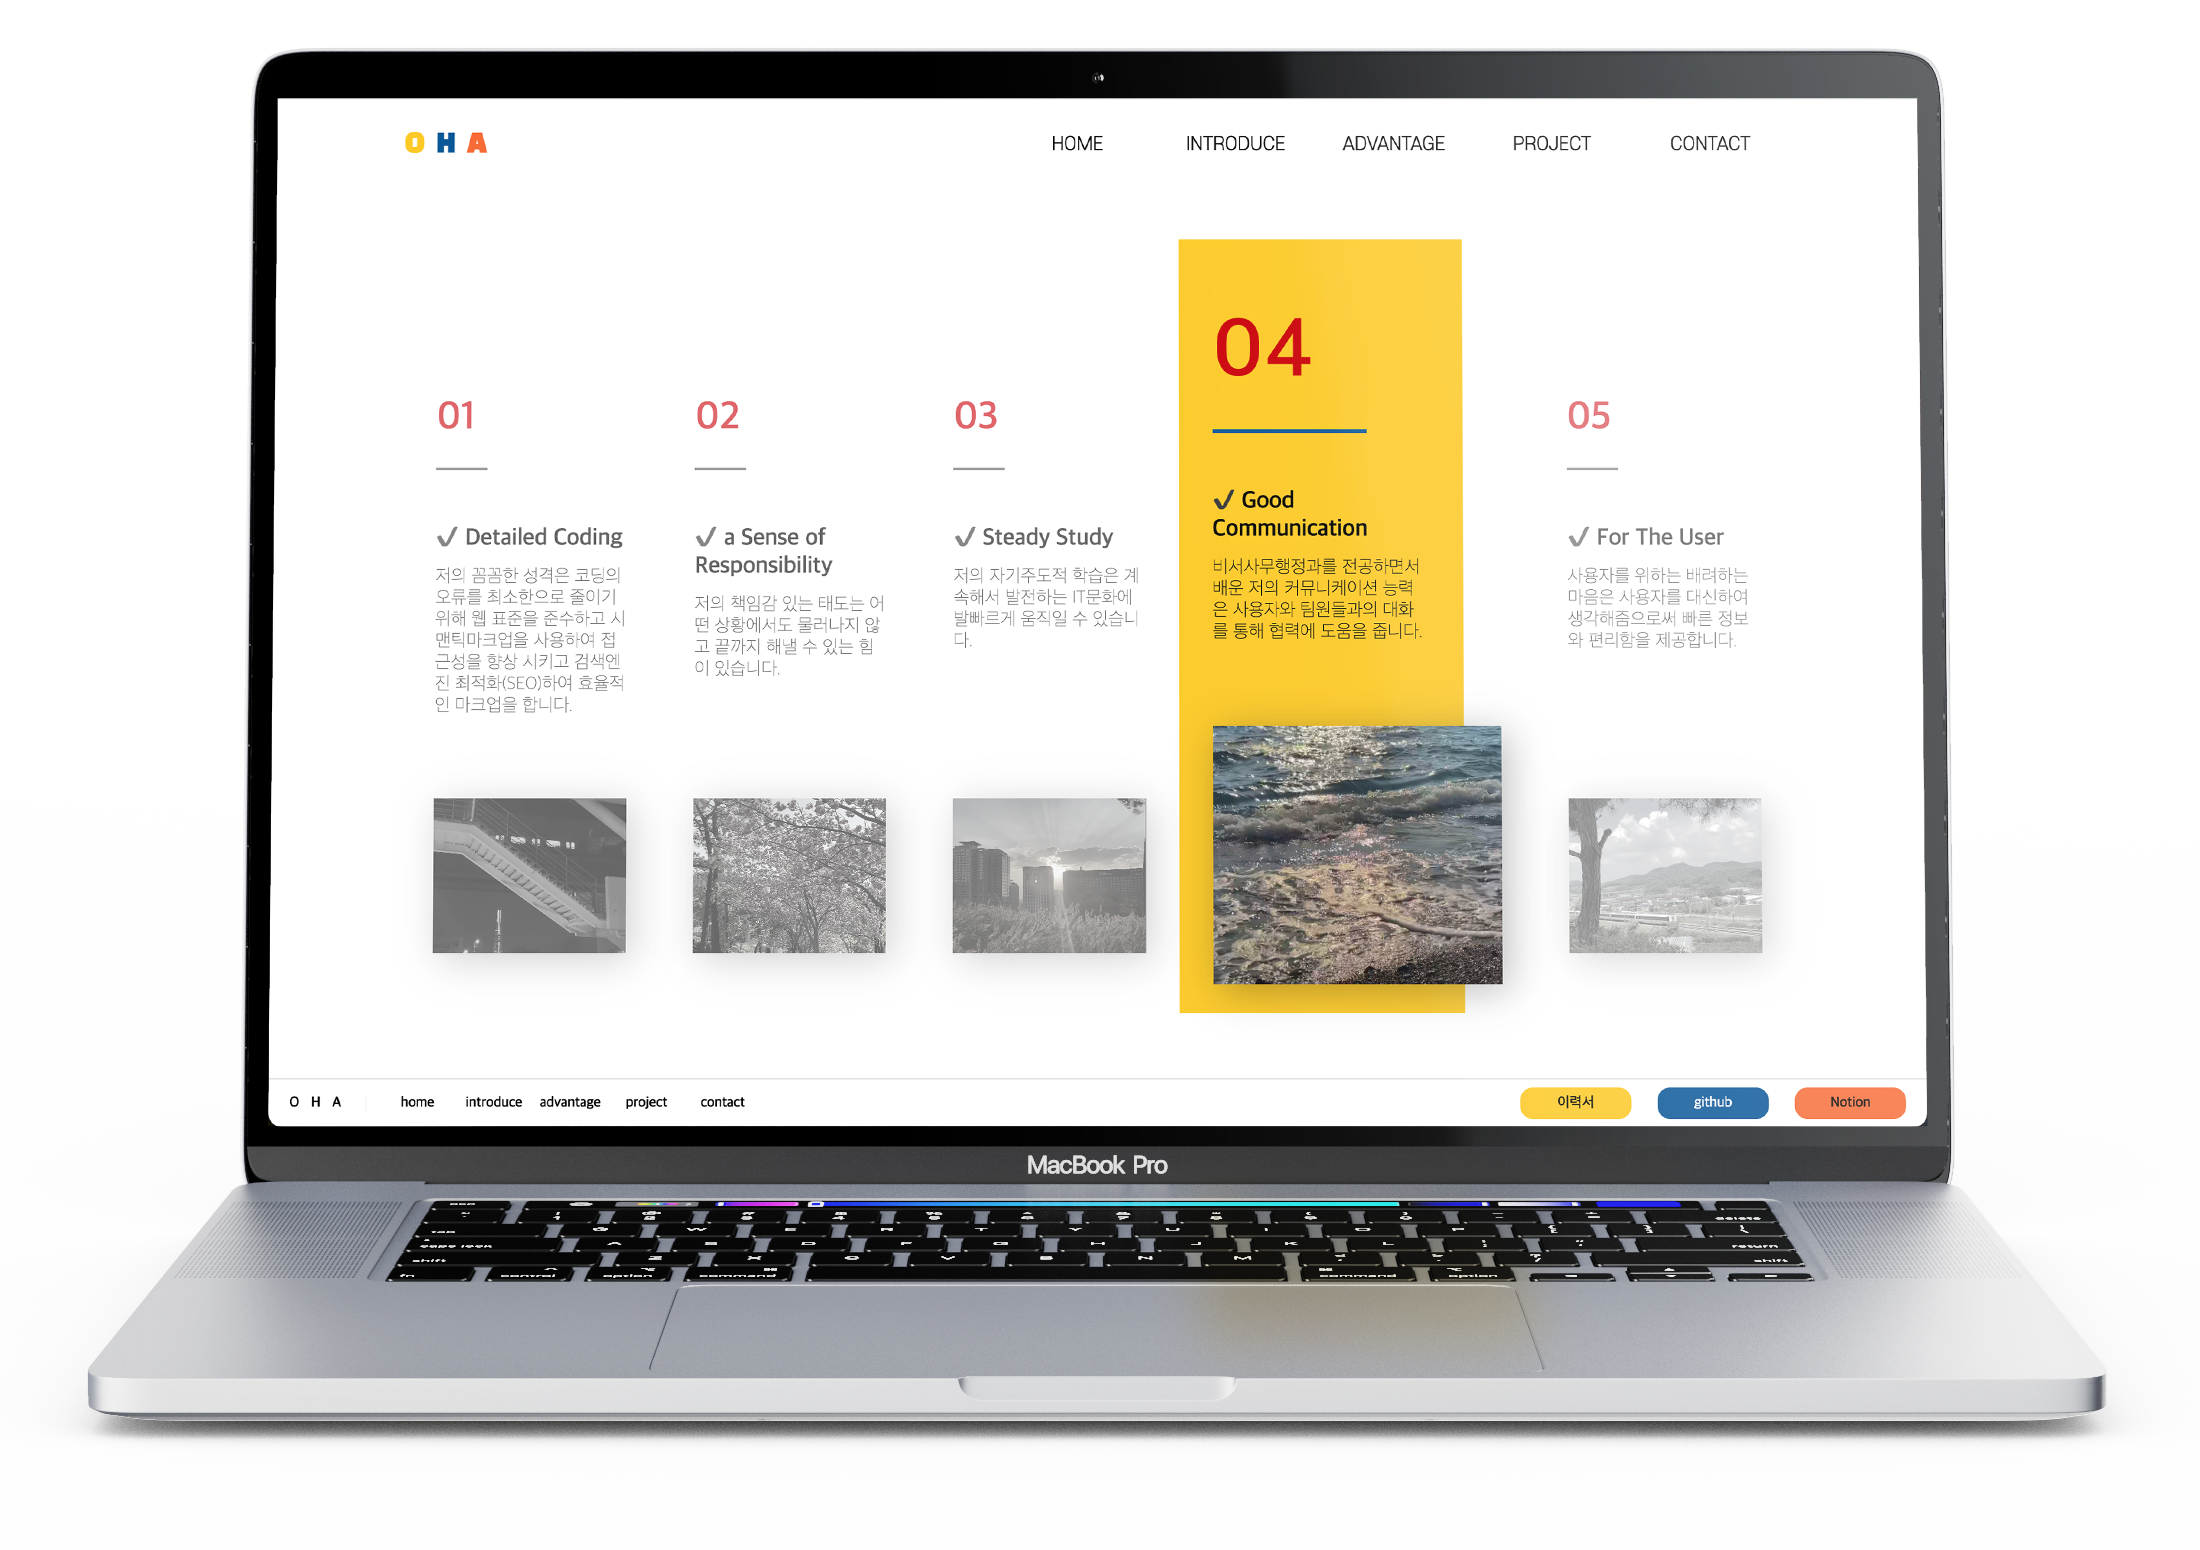 O H A
HOME INTRODUCE ADVANTAGE PROJECT CONTACT
01
✓ Detailed Coding
저의 꼼꼼한 성격은 코딩의
오류를 최소한으로 줄이기
위해 웹 표준을 준수하고 시
맨틱마크업을 사용하여 접
근성을 향상 시키고 검색엔
진 최적화(SEO)하여 효율적
인 마크업을 합니다.
02
✓ a Sense of
Responsibility
저의 책임감 있는 태도는 어
떤 상황에서도 물러나지 않
고 끝까지 해낼 수 있는 힘
이 있습니다.
03
✓ Steady Study
저의 자기주도적 학습은 계
속해서 발전하는 IT문화에
발빠르게 움직일 수 있습니
다.
04
✓ Good
Communication
비서사무행정과를 전공하면서
배운 저의 커뮤니케이션 능력
은 사용자와 팀원들과의 대화
를 통해 협력에 도움을 줍니다.
05
✓ For The User
사용자를 위하는 배려하는
마음은 사용자를 대신하여
생각해줌으로써 빠른 정보
와 편리함을 제공합니다.
O H A home introduce advantage project contact 이력서 github Notion
MacBook Pro
delete
tab
caps lock return
shift shift
fn control option command command option